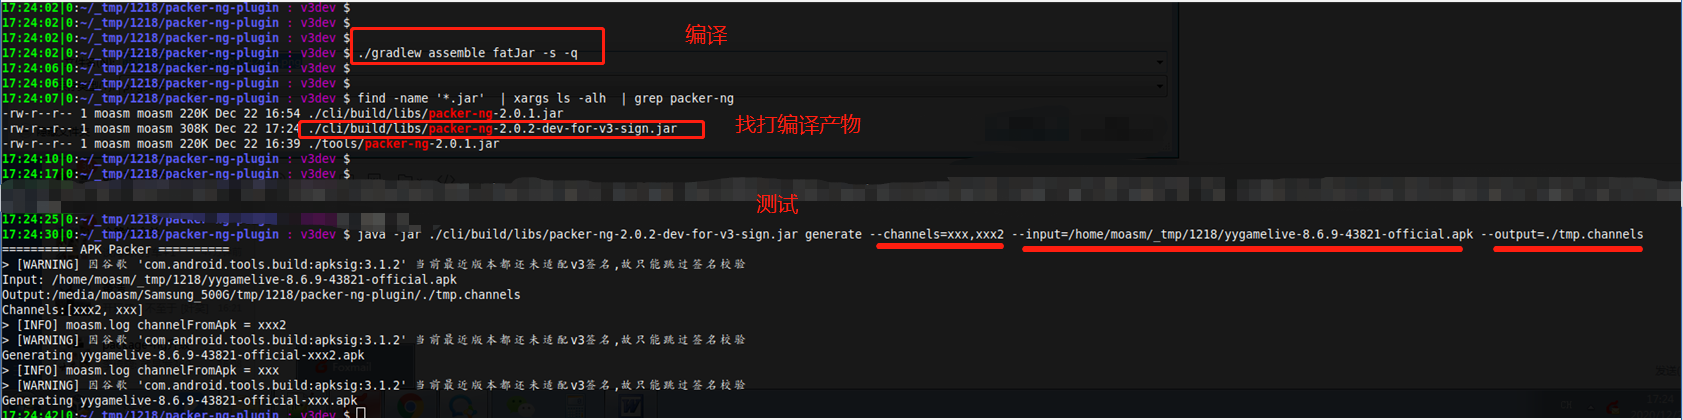 17:24:02|0:~/_tmp/1218/packer-ng-plugin : v3dev $
17:24:02|0:~/_tmp/1218/packer-ng-plugin : v3dev $
17:24:02|0:~/_tmp/1218/packer-ng-plugin : v3dev $
编译
17:24:02|0:~/_tmp/1218/packer-ng-plugin : v3dev $ ./gradlew assemble fatJar -s -q
17:24:06|0:~/_tmp/1218/packer-ng-plugin : v3dev $
17:24:06|0:~/_tmp/1218/packer-ng-plugin : v3dev $
17:24:07|0:~/_tmp/1218/packer-ng-plugin : v3dev $ find -name '*.jar'  | xargs ls -alh  | grep packer-ng
-rw-r--r-- 1 moasm moasm 220K Dec 22 16:54 ./cli/build/libs/packer-ng-2.0.1.jar
-rw-r--r-- 1 moasm moasm 308K Dec 22 17:24 ./cli/build/libs/packer-ng-2.0.2-dev-for-v3-sign.jar
找打编译产物
-rw-r--r-- 1 moasm moasm 220K Dec 22 16:39 ./tools/packer-ng-2.0.1.jar
17:24:10|0:~/_tmp/1218/packer-ng-plugin : v3dev $
17:24:17|0:~/_tmp/1218/packer-ng-plugin : v3dev $
测试
17:24:25|0:~/_tmp/1218/packer-ng-plugin : v3dev $
17:24:30|0:~/_tmp/1218/packer-ng-plugin : v3dev $ java -jar ./cli/build/libs/packer-ng-2.0.2-dev-for-v3-sign.jar generate --channels=xxx,xxx2 --input=/home/moasm/_tmp/1218/yygamelive-8.6.9-43821-official.apk --output=./tmp.channels
========== APK Packer ==========
> [WARNING] 因谷歌 'com.android.tools.build:apksig:3.1.2' 当前最近版本都还未适配v3签名,故只能跳过签名校验
Input: /home/moasm/_tmp/1218/yygamelive-8.6.9-43821-official.apk
Output:/media/moasm/Samsung_500G/tmp/1218/packer-ng-plugin/./tmp.channels
Channels:[xxx2, xxx]
> [INFO] moasm.log channelFromApk = xxx2
> [WARNING] 因谷歌 'com.android.tools.build:apksig:3.1.2' 当前最近版本都还未适配v3签名,故只能跳过签名校验
Generating yygamelive-8.6.9-43821-official-xxx2.apk
> [INFO] moasm.log channelFromApk = xxx
> [WARNING] 因谷歌 'com.android.tools.build:apksig:3.1.2' 当前最近版本都还未适配v3签名,故只能跳过签名校验
Generating yygamelive-8.6.9-43821-official-xxx.apk
17:24:42|0:~/_tmp/1218/packer-ng-plugin : v3dev $